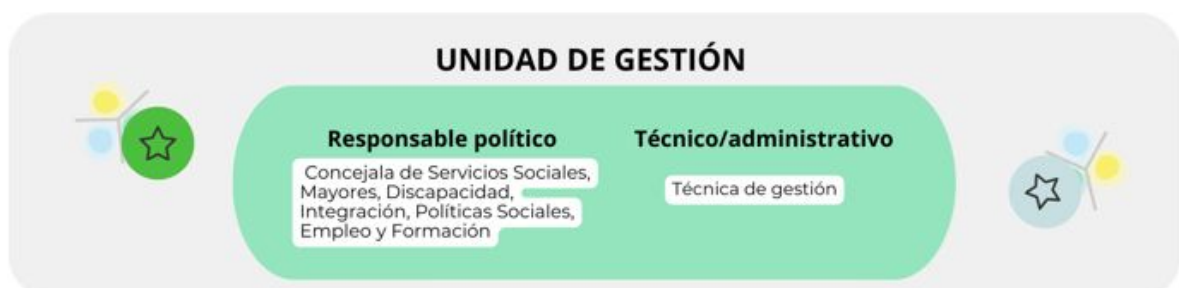 UNIDAD DE GESTIÓN
Responsable político
Concejala de Servicios Sociales,
Mayores, Discapacidad,
Integración, Políticas Sociales,
Empleo y Formación
Técnico/administrativo
Técnica de gestión